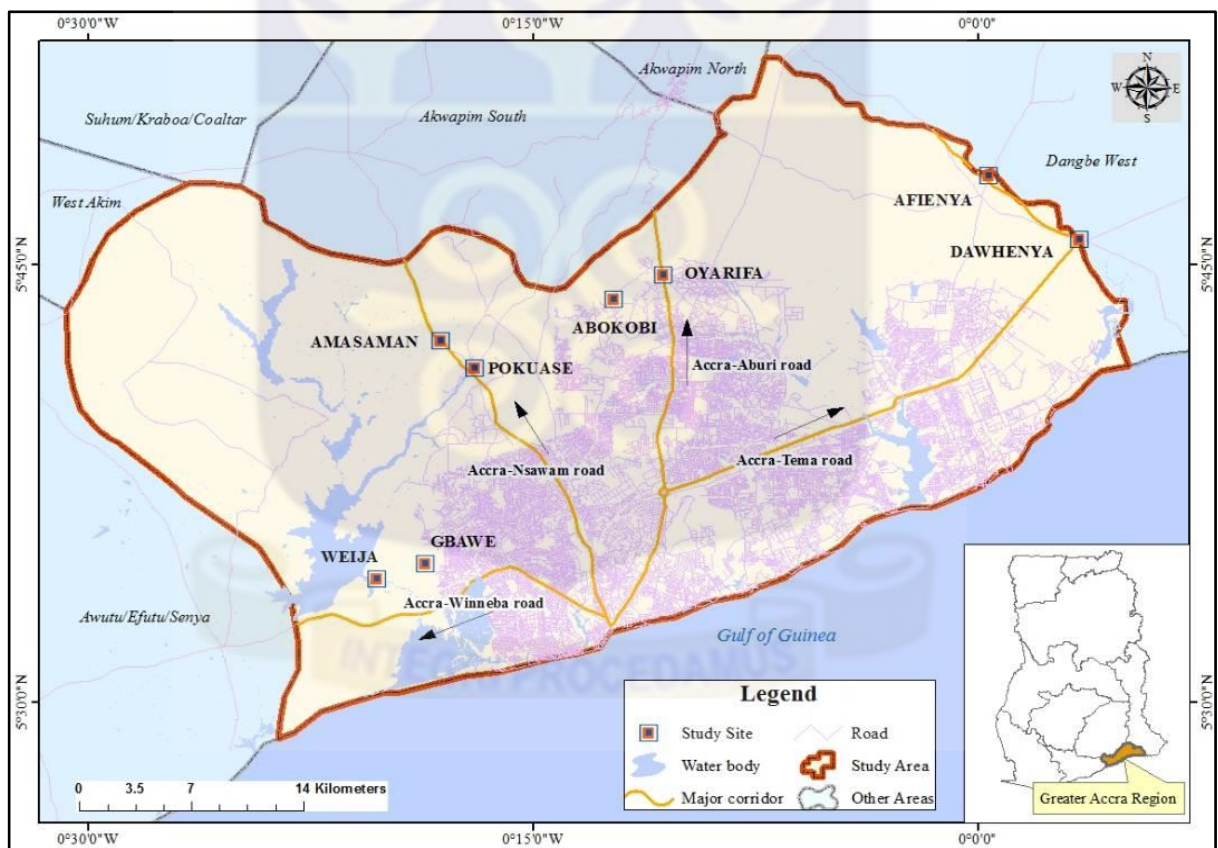 0°30'0"W
0°15'0"W
0°0'0"
N
W E
S
Akwapim North
Suhum/Kraboa/Coaltar
Akwapim South
Dangbe West
West Akim
AFIENYA
DAWHENYA
5°45'0"N
5°45'0"N
OYARIFA
ABOKOBI
AMASAMAN
POKUASE
Accra-Aburi road
Accra-Nsawam road
Accra-Tema road
GBAWE
WEIJA
Accra-Winneba road
Awutu/Efutu/Senya
Gulf of Guinea
INTEGRI PROCEDAMUS
5°30'0"N
5°30'0"N
Legend
Study Site
Road
Water body
Study Area
Major corridor
Other Areas
0 3.5 7 14 Kilometers
Greater Accra Region
0°30'0"W
0°15'0"W
0°0'0"